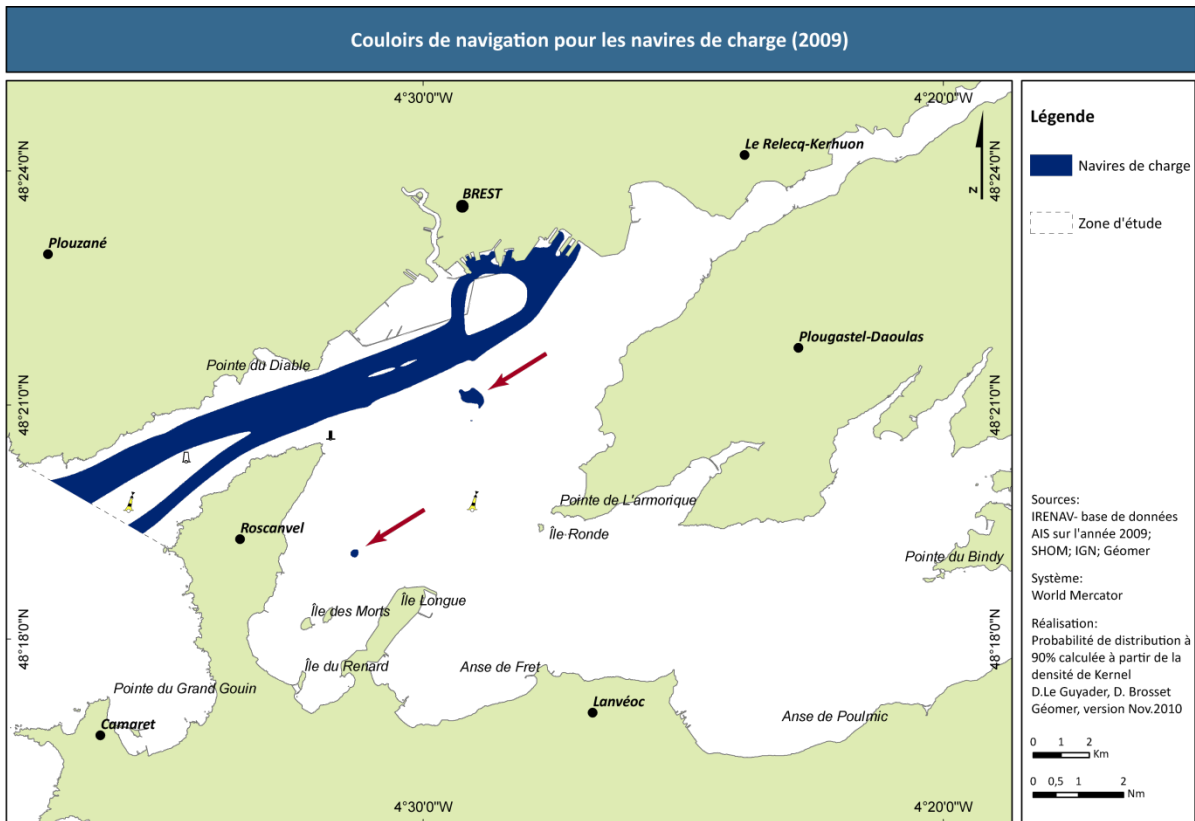 Couloirs de navigation pour les navires de charge (2009)
4°30'0"W
4°20'0"W
Le Relecq-Kerhuon
48°24'0"N
48°24'0"N
BREST
Plouzané
Plougastel-Daoulas
Pointe du Diable
48°21'0"N
48°21'0"N
Pointe de L'armorique
Île Ronde
Roscanvel
Pointe du Bindy
Île Longue
Île des Morts
48°18'0"N
48°18'0"N
Île du Renard
Anse de Fret
Pointe du Grand Gouin
Lanvéoc
Anse de Poulmic
Camaret
4°30'0"W
4°20'0"W
Légende
Z
Navires de charge
Zone d'étude
Sources:
IRENAV- base de données
AIS sur l'année 2009;
SHOM; IGN; Géomer
Système:
World Mercator
Réalisation:
Probabilité de distribution à
90% calculée à partir de la
densité de Kernel
D.Le Guyader, D. Brosset
Géomer, version Nov.2010
0 1 2
Km
0 0,5 1 2
Nm